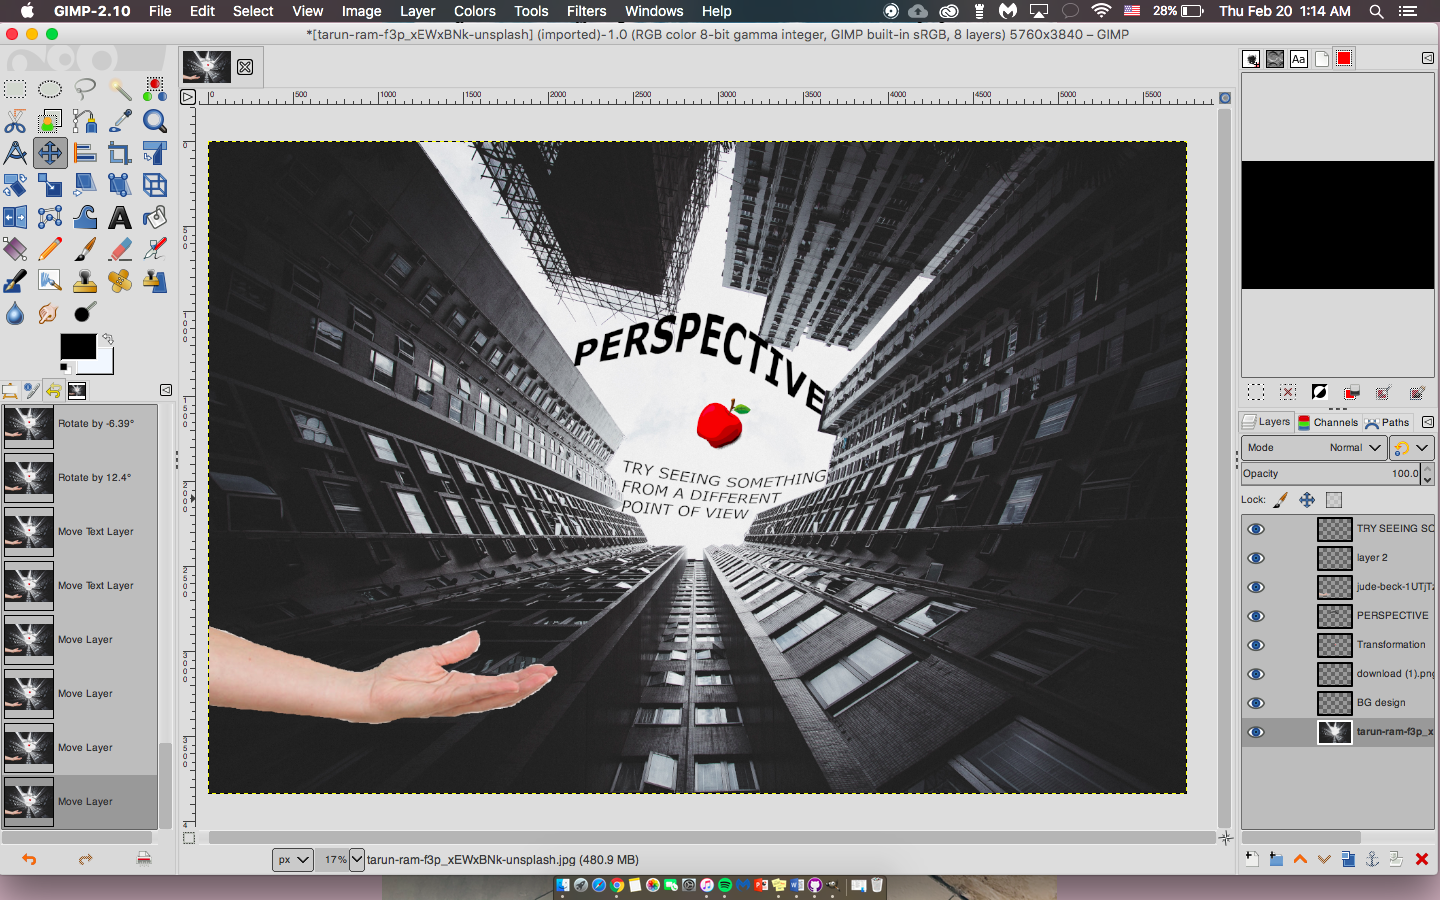 GIMP-2.10 File Edit Select View Image Layer Colors Tools Filters Windows Help 28% Thu Feb 20 1:14 AM
*[tarun-ram-f3p_xEWxBNk-unsplash] (imported)-1.0 (RGB color 8-bit gamma integer, GIMP built-in sRGB, 8 layers) 5760x3840 – GIMP
Aa
0 500 1000 1500 2000 2500 3000 3500 4000 4500 5000 5500
PERSPECTIVE
TRY SEEING SOMETHING
FROM A DIFFERENT
POINT OF VIEW
Rotate by -6.39°
Rotate by 12.4°
Move Text Layer
Move Text Layer
Move Layer
Move Layer
Move Layer
Move Layer
Layers Channels Paths
Mode Normal
Opacity 100.0
Lock:
TRY SEEING SO
layer 2
jude-beck-1UTjT
PERSPECTIVE
Transformation
download (1).png
BG design
tarun-ram-f3p_x
px 17% tarun-ram-f3p_xEWxBNk-unsplash.jpg (480.9 MB)